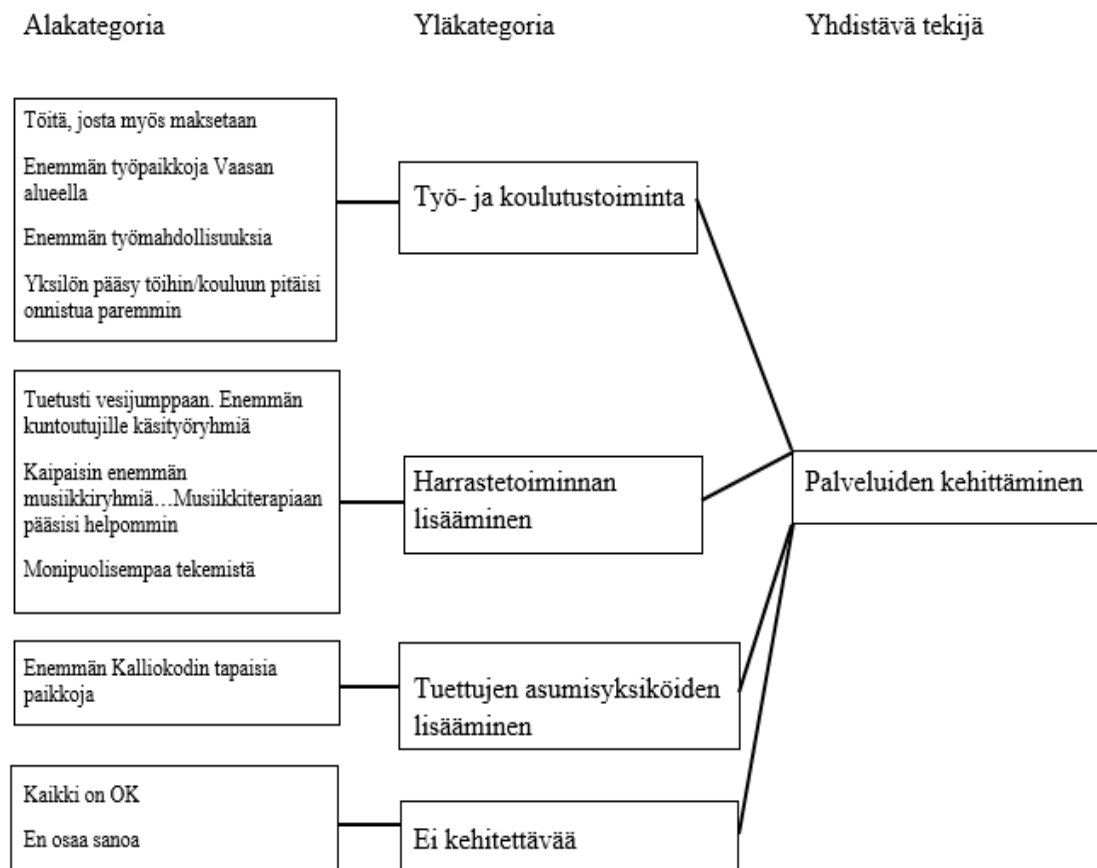 Alakategoria Yläkategoria Yhdistävä tekijä
Töitä, josta myös maksetaan
Enemmän työpaikkoja Vaasan
alueella
Enemmän työmahdollisuuksia
Yksilön pääsy töihin/kouluun pitäisi
onnistua paremmin
Työ- ja koulutustoiminta
Tuetusti vesijumppaan. Enemmän
kuntoutujille käsityöryhmiä
Kaipaisin enemmän
musiikkiryhmiä…Musiikkiterapiaan
pääsisi helpommin
Monipuolisempaa tekemistä
Harrastetoiminnan
lisääminen
Palveluiden kehittäminen
Enemmän Kalliokodin tapaisia
paikkoja
Tuettujen asumisyksiköiden
lisääminen
Kaikki on OK
En osaa sanoa
Ei kehitettävää